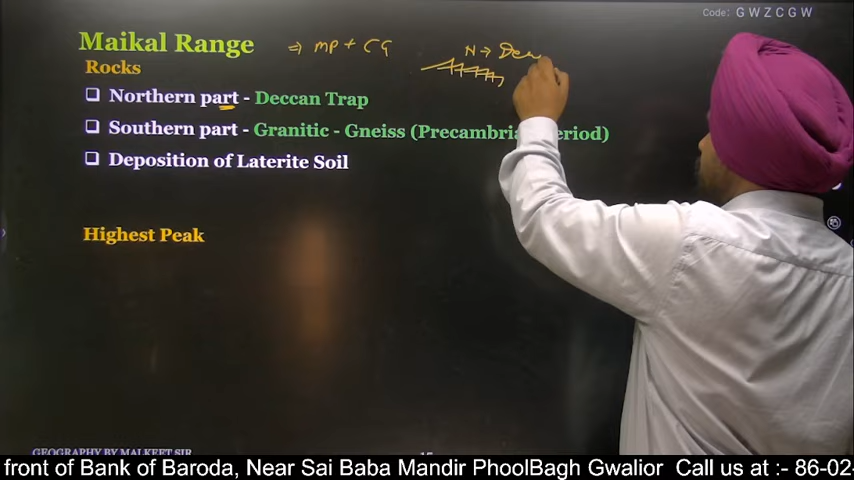 Code: G W Z C G W
Maikal Range ⇒ MP + CG N → Dec
Rocks
❑ Northern part - Deccan Trap
❑ Southern part - Granitic - Gneiss (Precambria eriod)
❑ Deposition of Laterite Soil
Highest Peak
GEOGRAPHY BY MALKEET SIR
front of Bank of Baroda, Near Sai Baba Mandir PhoolBagh Gwalior Call us at :- 86-02